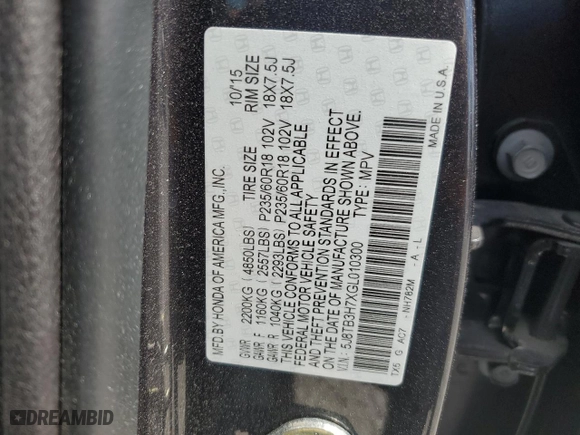 MFD.BY HONDA OF AMERICA MFG.,INC. 10/15
TIRE SIZE RIM SIZE
GVWR 2200KG (4850LBS)
GAWR F 1160KG (2557LBS) P235/60R18 102V 18X7.5J
GAWR R 1040KG (2293LBS) P235/60R18 102V 18X7.5J
THIS VEHICLE CONFORMS TO ALL APPLICABLE
FEDERAL MOTOR VEHICLE SAFETY
AND THEFT PREVENTION STANDARDS IN EFFECT
ON THE DATE OF MANUFACTURE SHOWN ABOVE.
V.I.N.: 5J8TB3H7XGL010300 TYPE: MPV
TX5 G AC7 - NH782M - A - L MADE IN U.S.A.
DREAMBID